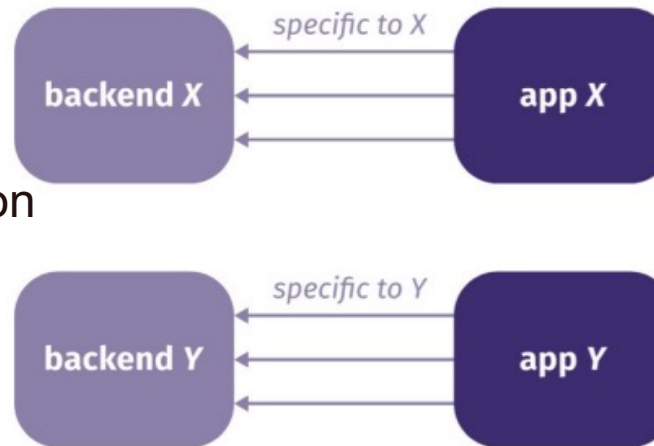 specific to X
backend X
app X
on
specific to Y
backend Y
app Y